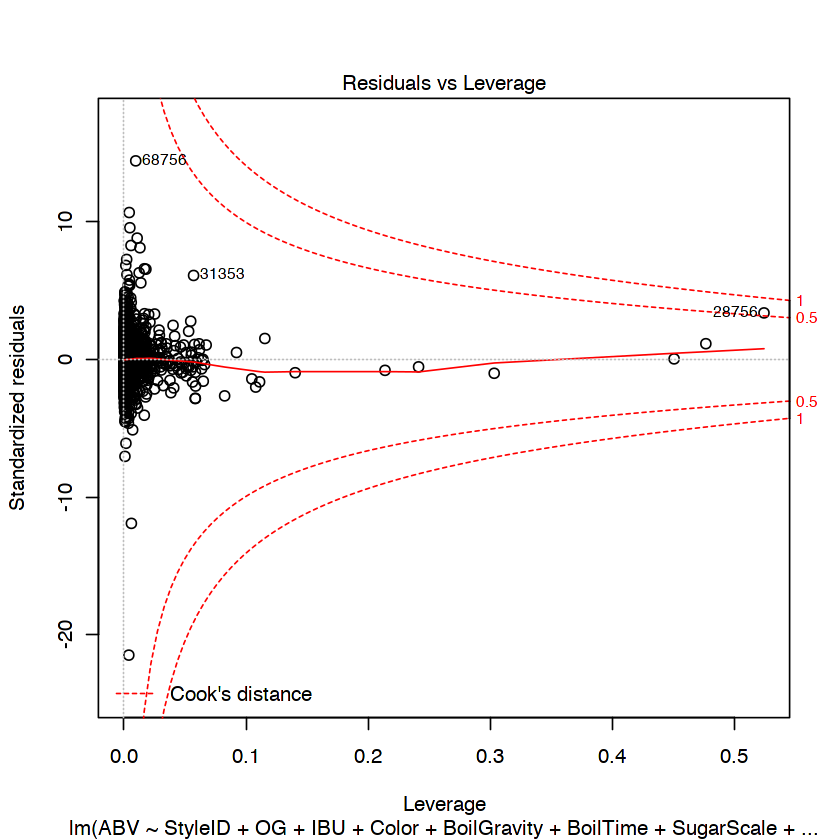 Residuals vs Leverage
Standardized residuals
10
0
-10
-20
68756
31353
28756
1
0.5
0.5
1
Cook's distance
0.0 0.1 0.2 0.3 0.4 0.5
Leverage
lm(ABV ~ StyleID + OG + IBU + Color + BoilGravity + BoilTime + SugarScale + ...